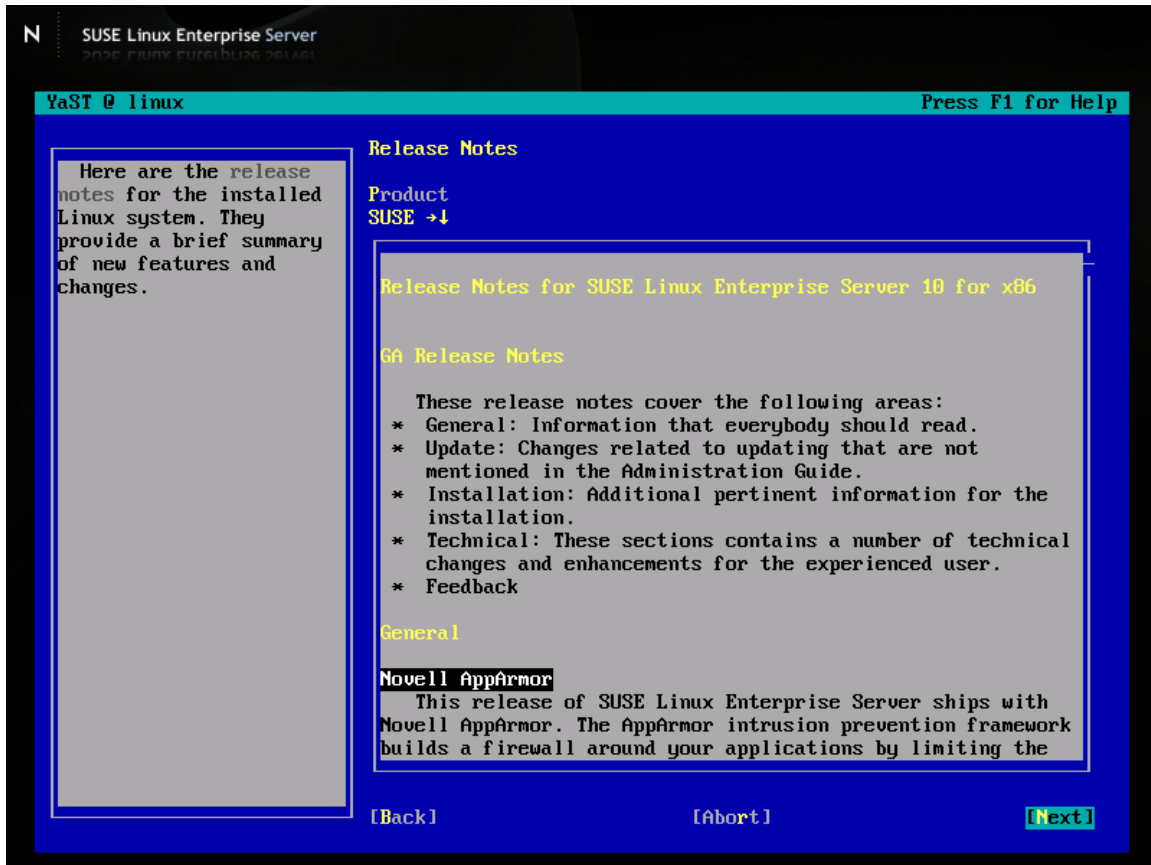 N SUSE Linux Enterprise Server
YaST @ linux Press F1 for Help
Here are the release
notes for the installed
Linux system. They
provide a brief summary
of new features and
changes.
Release Notes
Product
SUSE →↓
Release Notes for SUSE Linux Enterprise Server 10 for x86
GA Release Notes
These release notes cover the following areas:
* General: Information that everybody should read.
* Update: Changes related to updating that are not
mentioned in the Administration Guide.
* Installation: Additional pertinent information for the
installation.
* Technical: These sections contains a number of technical
changes and enhancements for the experienced user.
* Feedback
General
Novell AppArmor
This release of SUSE Linux Enterprise Server ships with
Novell AppArmor. The AppArmor intrusion prevention framework
builds a firewall around your applications by limiting the
[Back] [Abort] [Next]